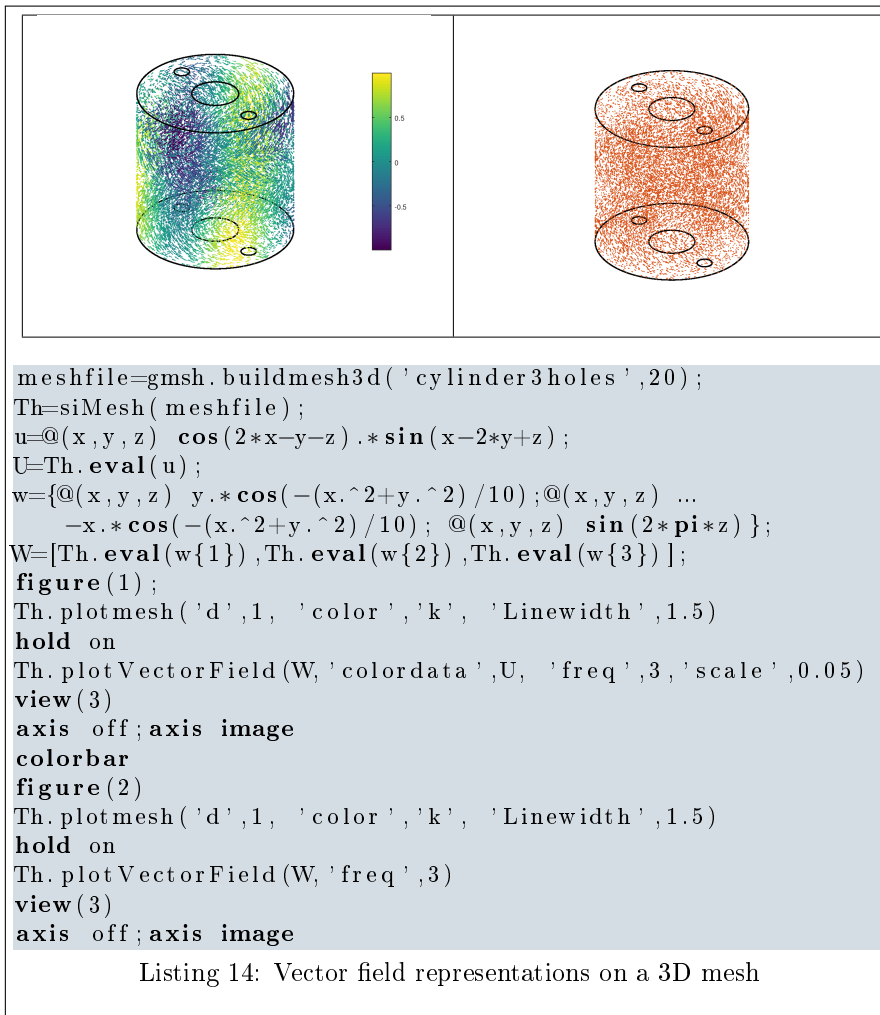 0.5
0
-0.5
meshfile=gmsh.buildmesh3d('cylinder3holes',20);
Th=siMesh(meshfile);
u=@(x,y,z) cos(2*x-y-z).*sin(x-2*y+z);
U=Th.eval(u);
w={@(x,y,z) y.*cos(-(x.^2+y.^2)/10);@(x,y,z) ...
-x.*cos(-(x.^2+y.^2)/10); @(x,y,z) sin(2*pi*z)};
W=[Th.eval(w{1}),Th.eval(w{2}),Th.eval(w{3})];
figure(1);
Th.plotmesh('d',1, 'color','k', 'Linewidth',1.5)
hold on
Th.plotVectorField(W,'colordata',U, 'freq',3,'scale',0.05)
view(3)
axis off;axis image
colorbar
figure(2)
Th.plotmesh('d',1, 'color','k', 'Linewidth',1.5)
hold on
Th.plotVectorField(W,'freq',3)
view(3)
axis off;axis image
Listing 14: Vector field representations on a 3D mesh